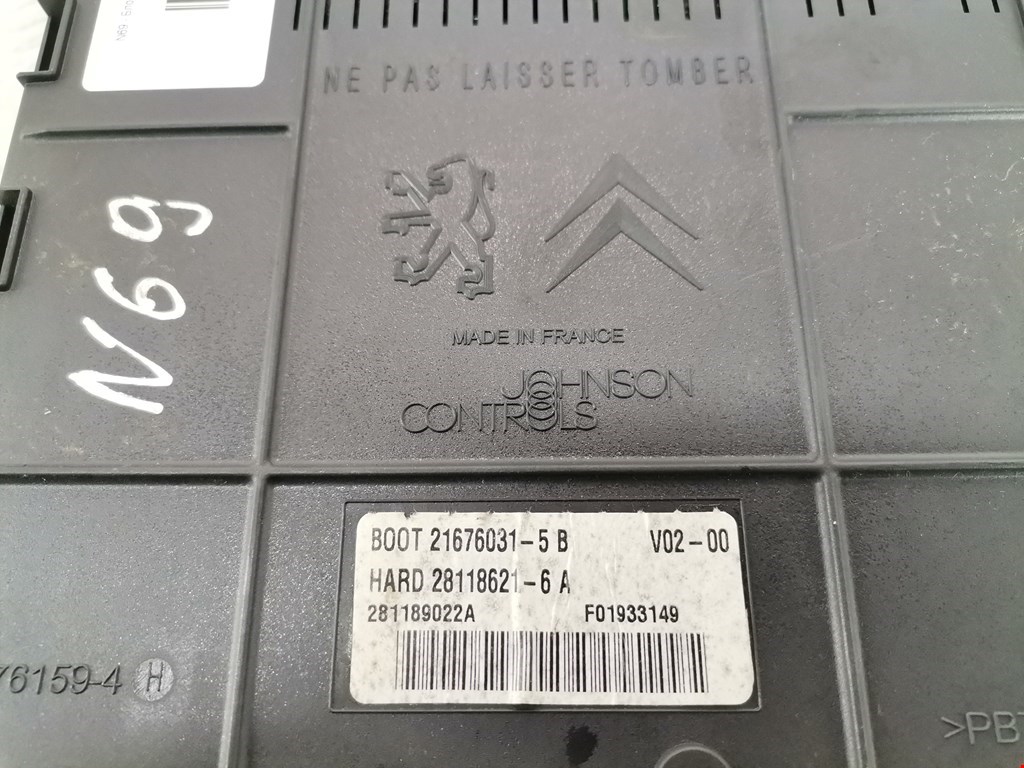 NE PAS LAISSER TOMBER
N69
MADE IN FRANCE
JOHNSON
CONTROLS
BOOT 21676031-5 B V02-00
HARD 28118621-6 A
281189022A F01933149
76159-4 H
>PBT